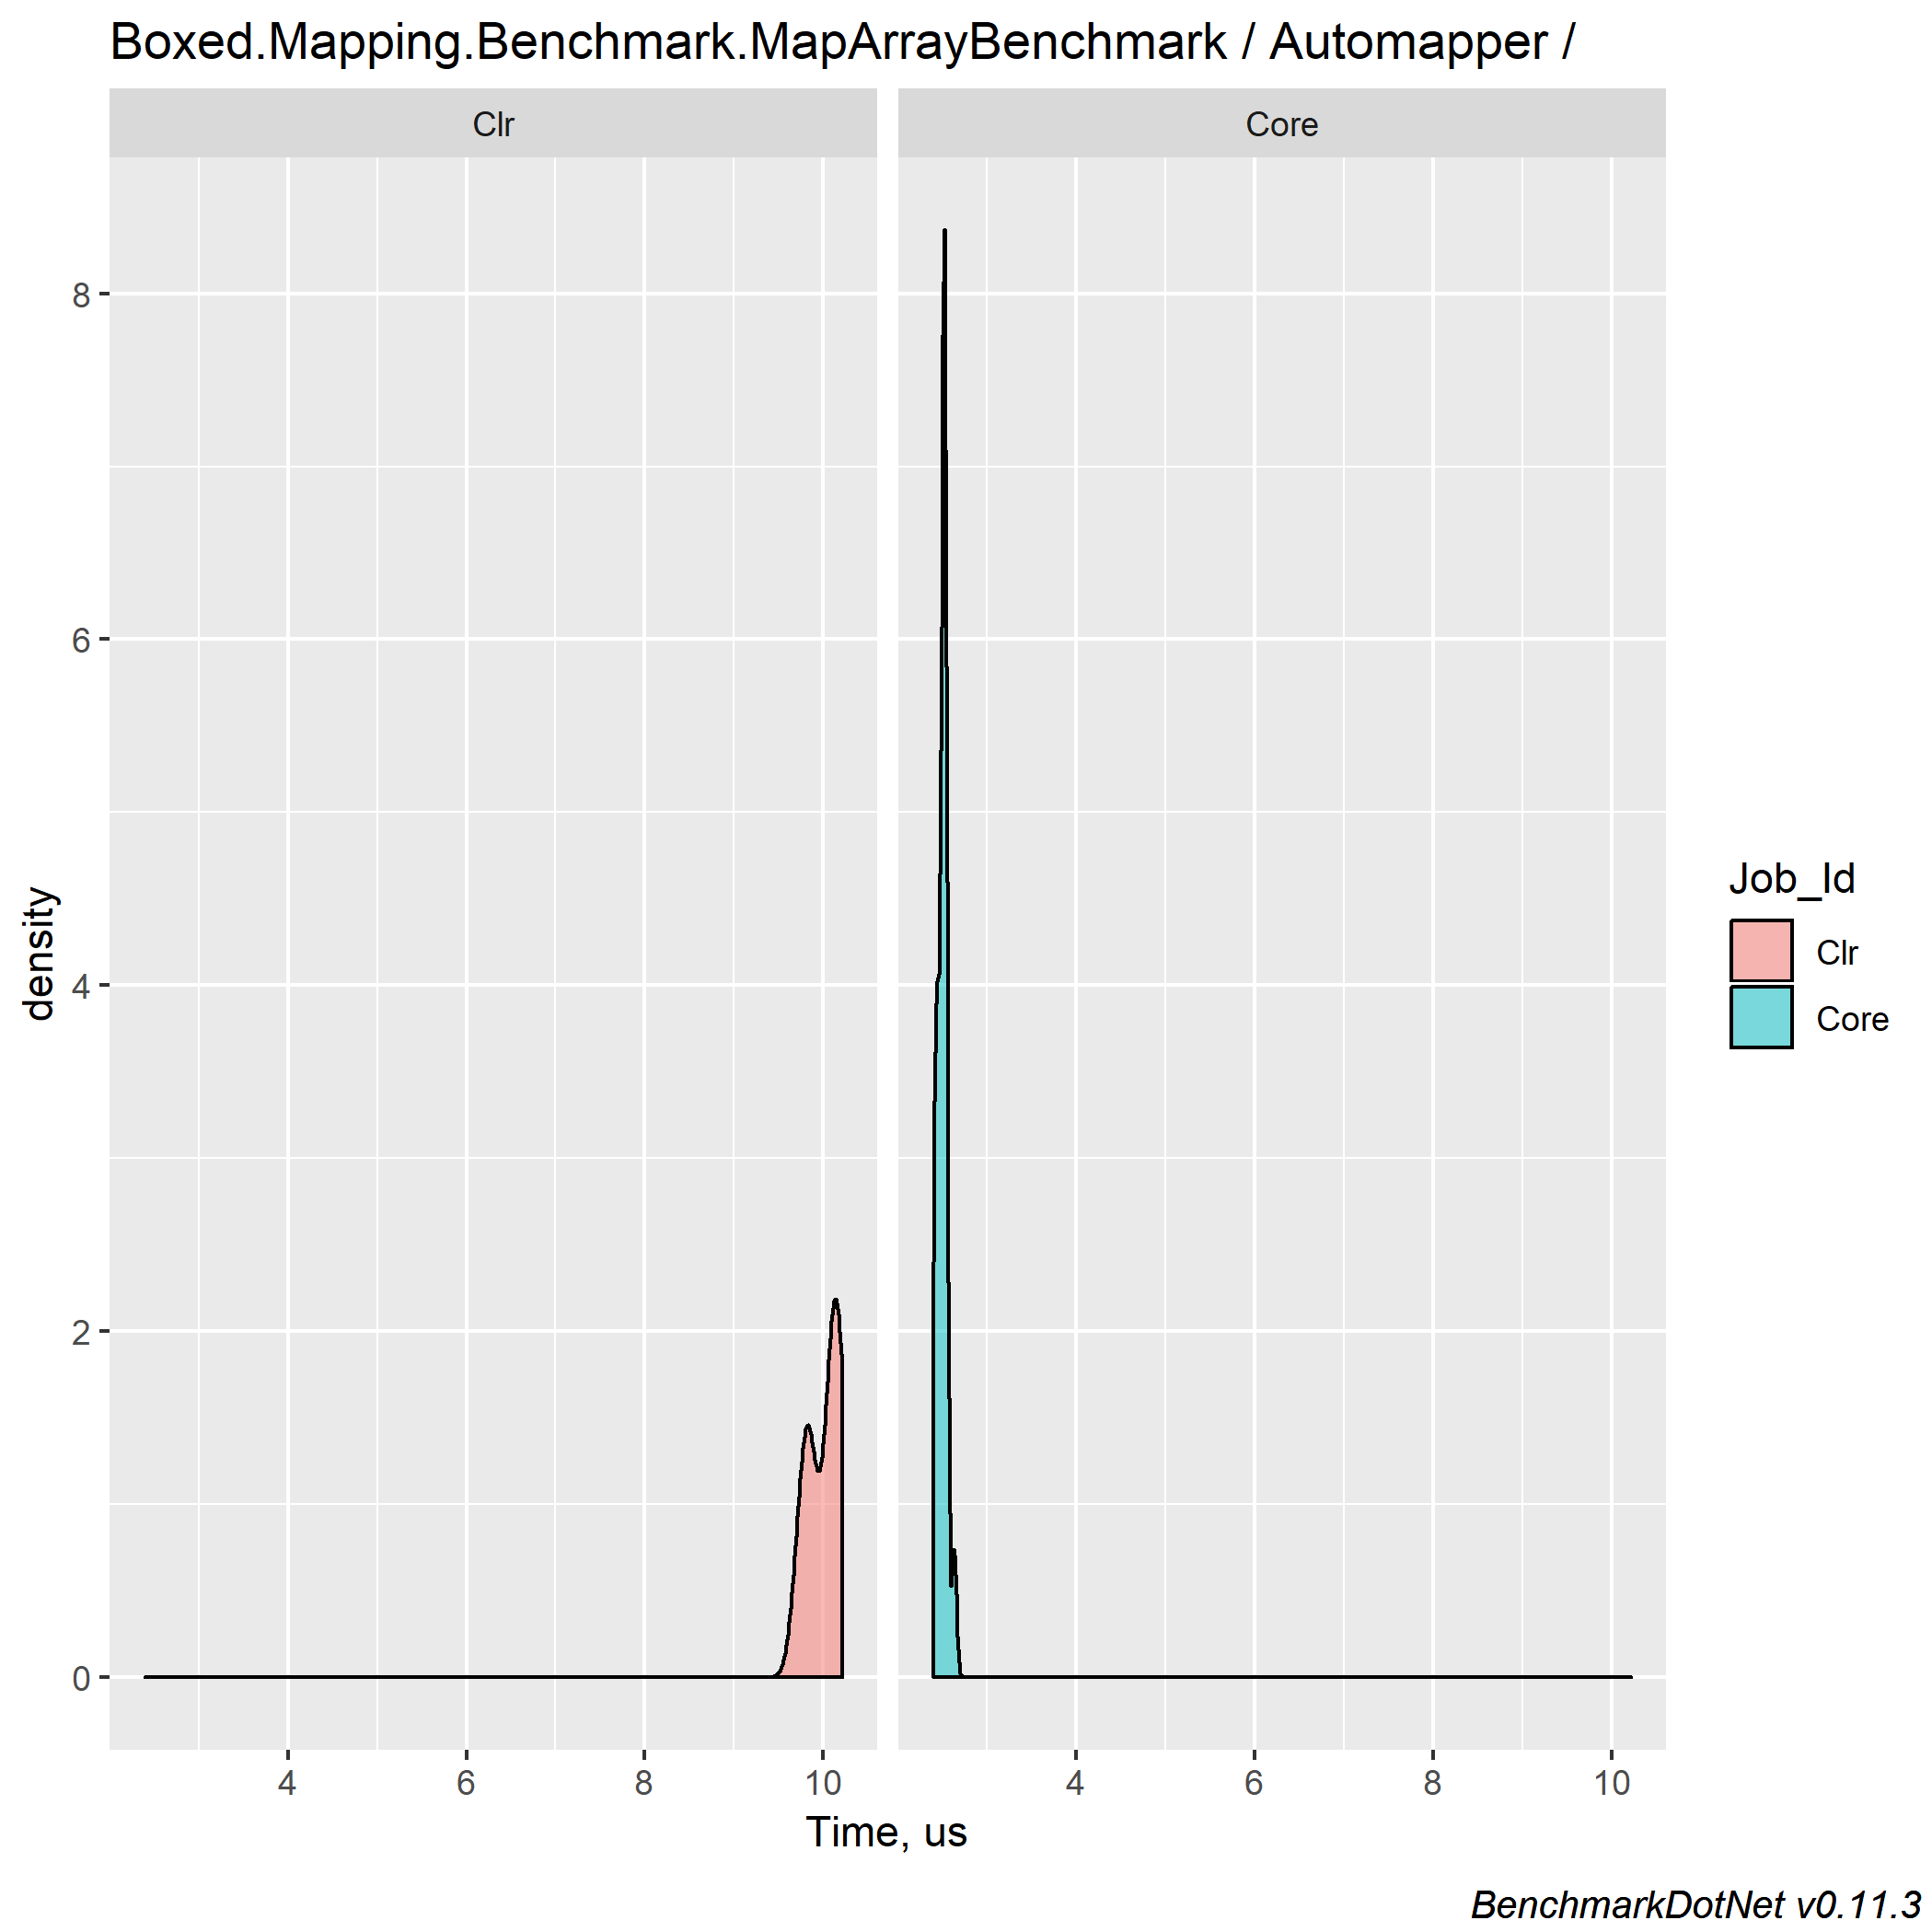 Boxed.Mapping.Benchmark.MapArrayBenchmark / Automapper /
Clr
Core
8
6
4
2
0
density
4
6
8
10
4
6
8
10
Time, us
Job_Id
Clr
Core
BenchmarkDotNet v0.11.3